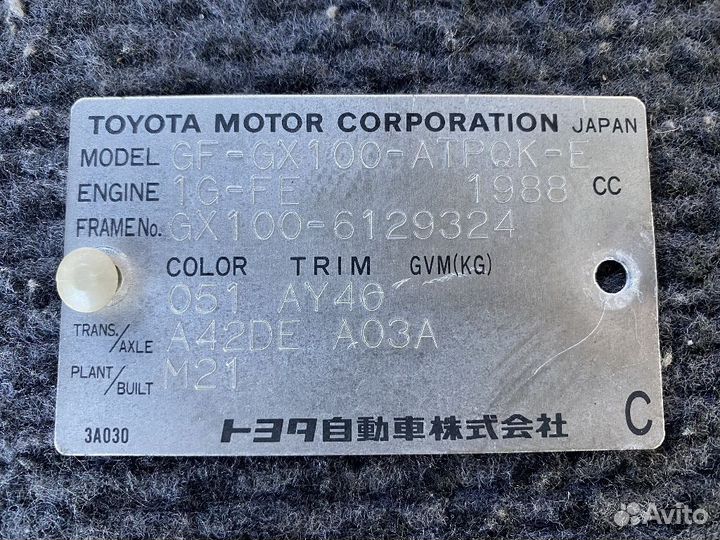 TOYOTA MOTOR CORPORATION JAPAN
MODEL GF-GX100-ATPQK-E
ENGINE 1G-FE 1988 CC
FRAME No. GX100-6129324
COLOR TRIM GVM(KG)
051 AY40
TRANS./AXLE A42DE A03A
PLANT/BUILT M21
3A030 トヨタ自動車株式会社 C
Avito